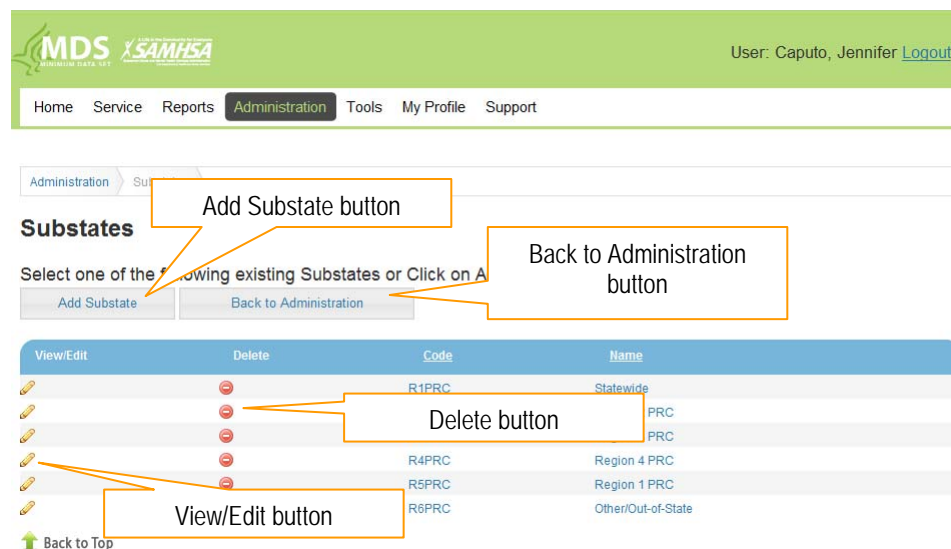 MDS SAMHSA
MINIMUM DATA SET
User: Caputo, Jennifer Logout
Home Service Reports Administration Tools My Profile Support
Administration
Add Substate button
Substates
Back to Administration button
Select one of the following existing Substates or Click on A
Add Substate Back to Administration
View/Edit Delete Code Name
R1PRC Statewide
PRC
Delete button
PRC
R4PRC Region 4 PRC
R5PRC Region 1 PRC
View/Edit button
R6PRC Other/Out-of-State
Back to Top